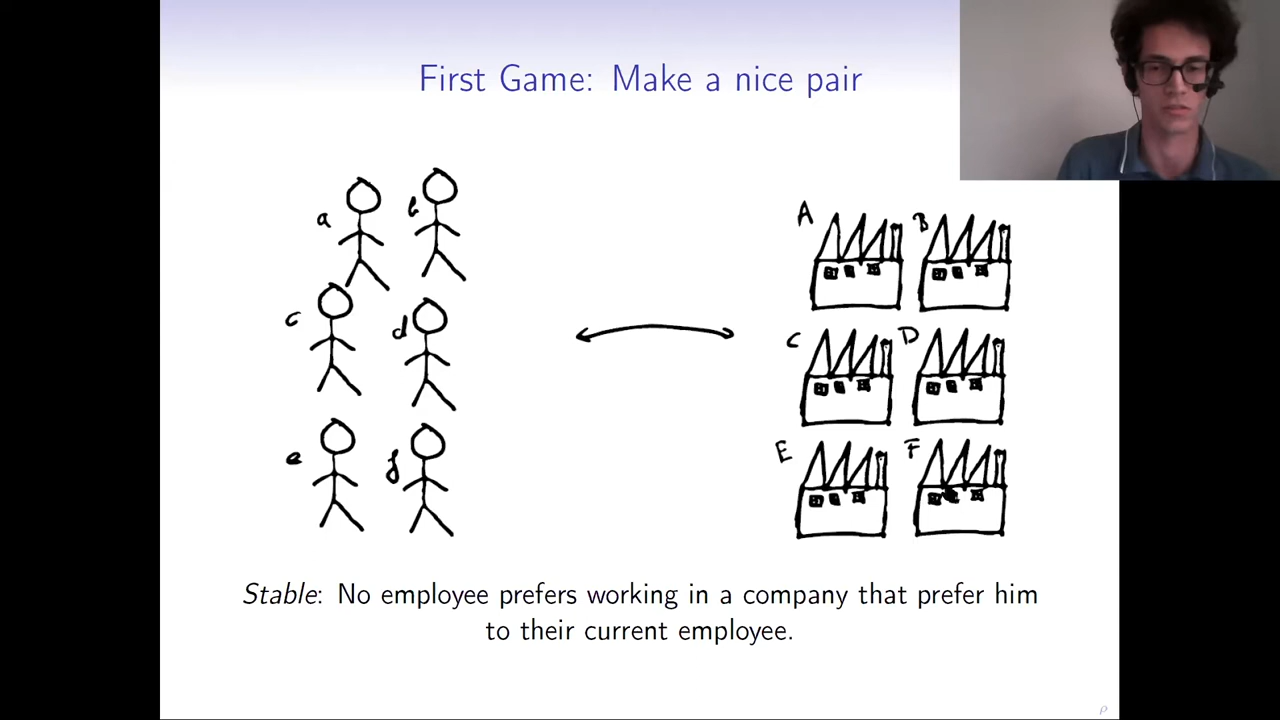 First Game: Make a nice pair
a b
A B
c d
C D
e f
E F
Stable: No employee prefers working in a company that prefer him
to their current employee.
ρ